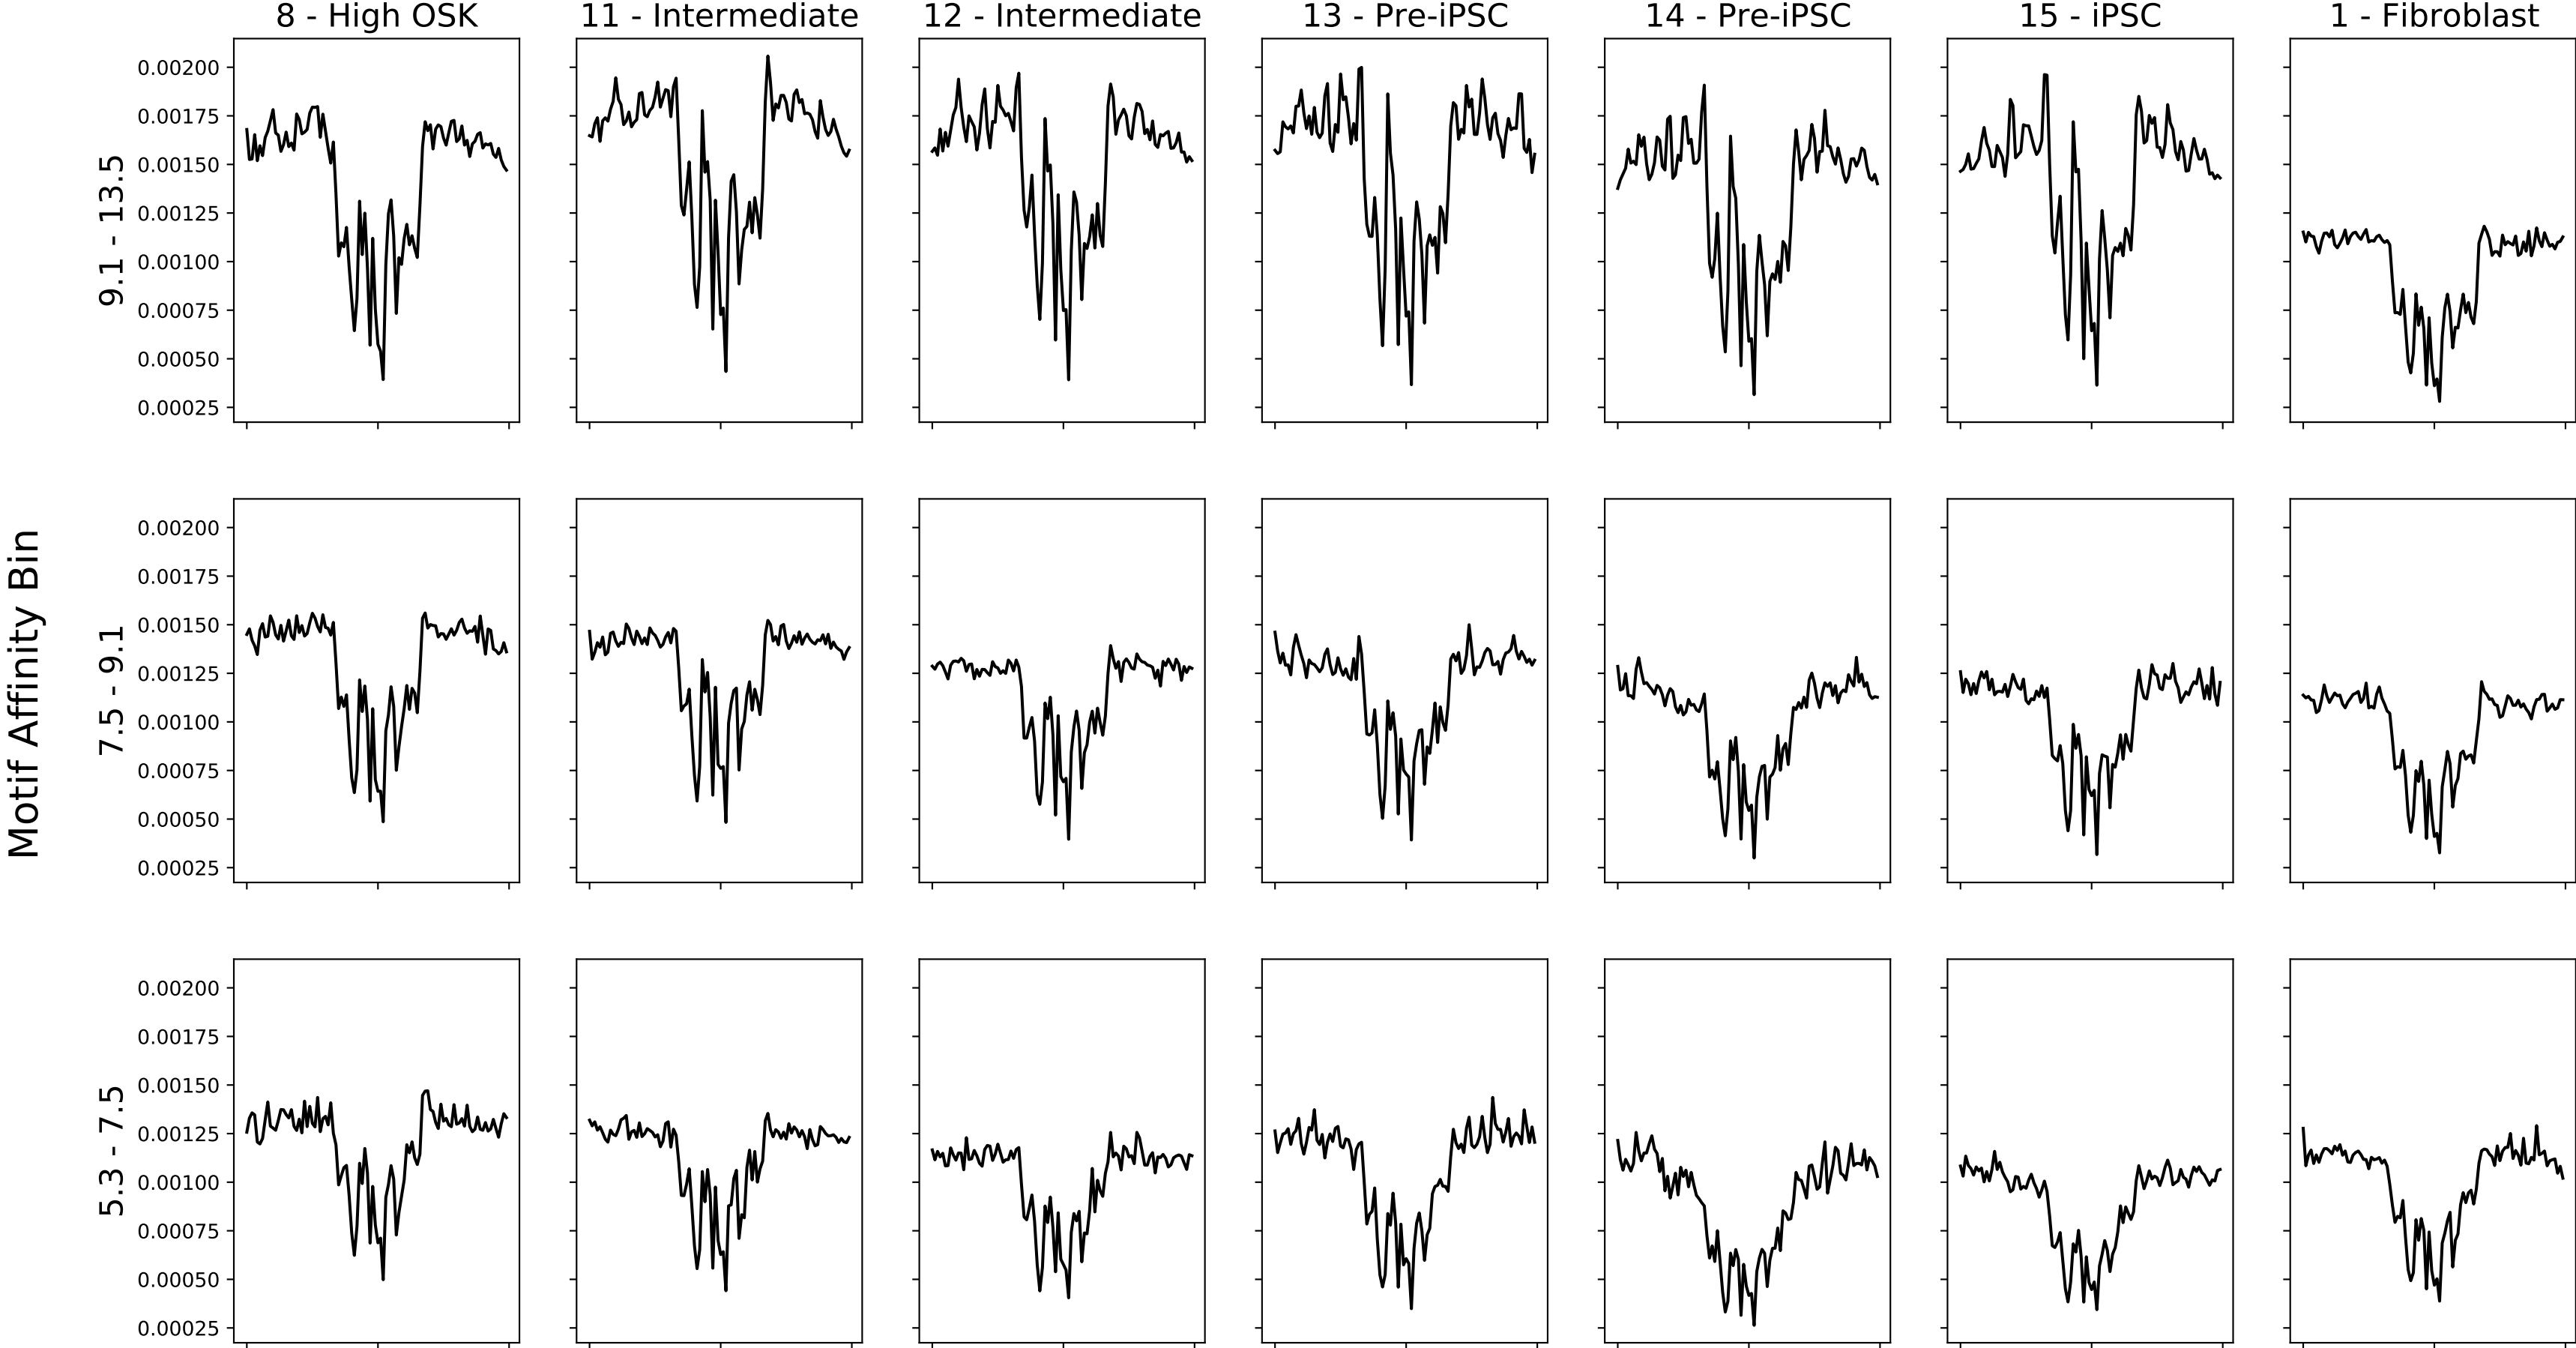 8 - High OSK
11 - Intermediate
12 - Intermediate
13 - Pre-iPSC
14 - Pre-iPSC
15 - iPSC
1 - Fibroblast
Motif Affinity Bin
9.1 - 13.5
0.00200
0.00175
0.00150
0.00125
0.00100
0.00075
0.00050
0.00025
7.5 - 9.1
0.00200
0.00175
0.00150
0.00125
0.00100
0.00075
0.00050
0.00025
5.3 - 7.5
0.00200
0.00175
0.00150
0.00125
0.00100
0.00075
0.00050
0.00025